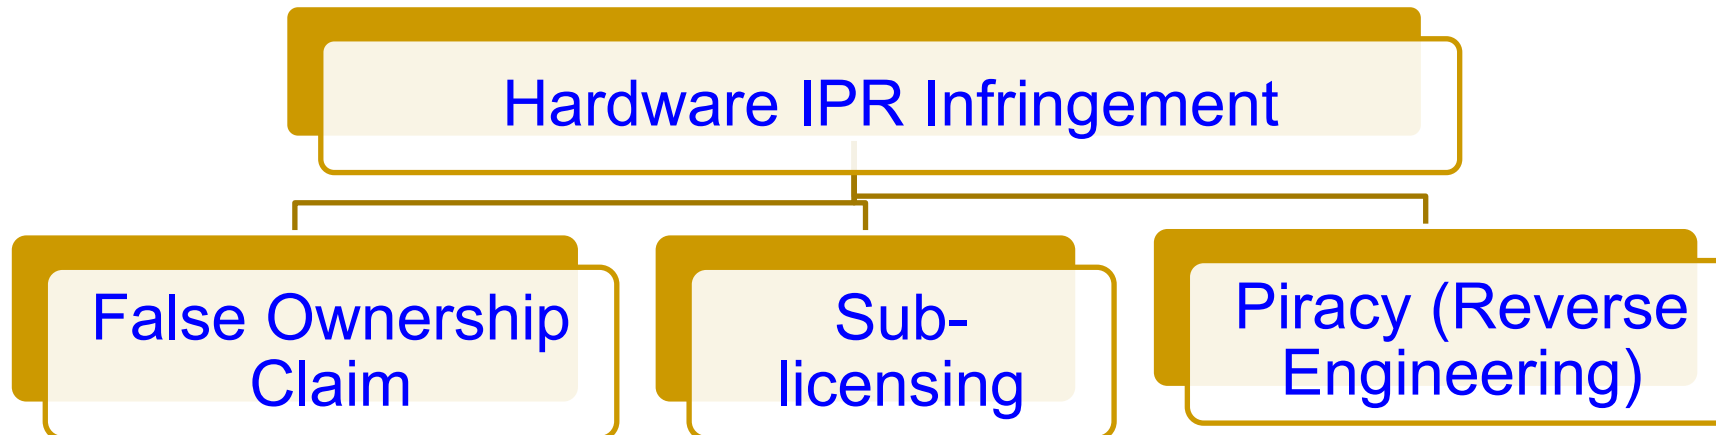 Hardware IPR Infringement
False Ownership
Claim
Sub-
licensing
Piracy (Reverse
Engineering)